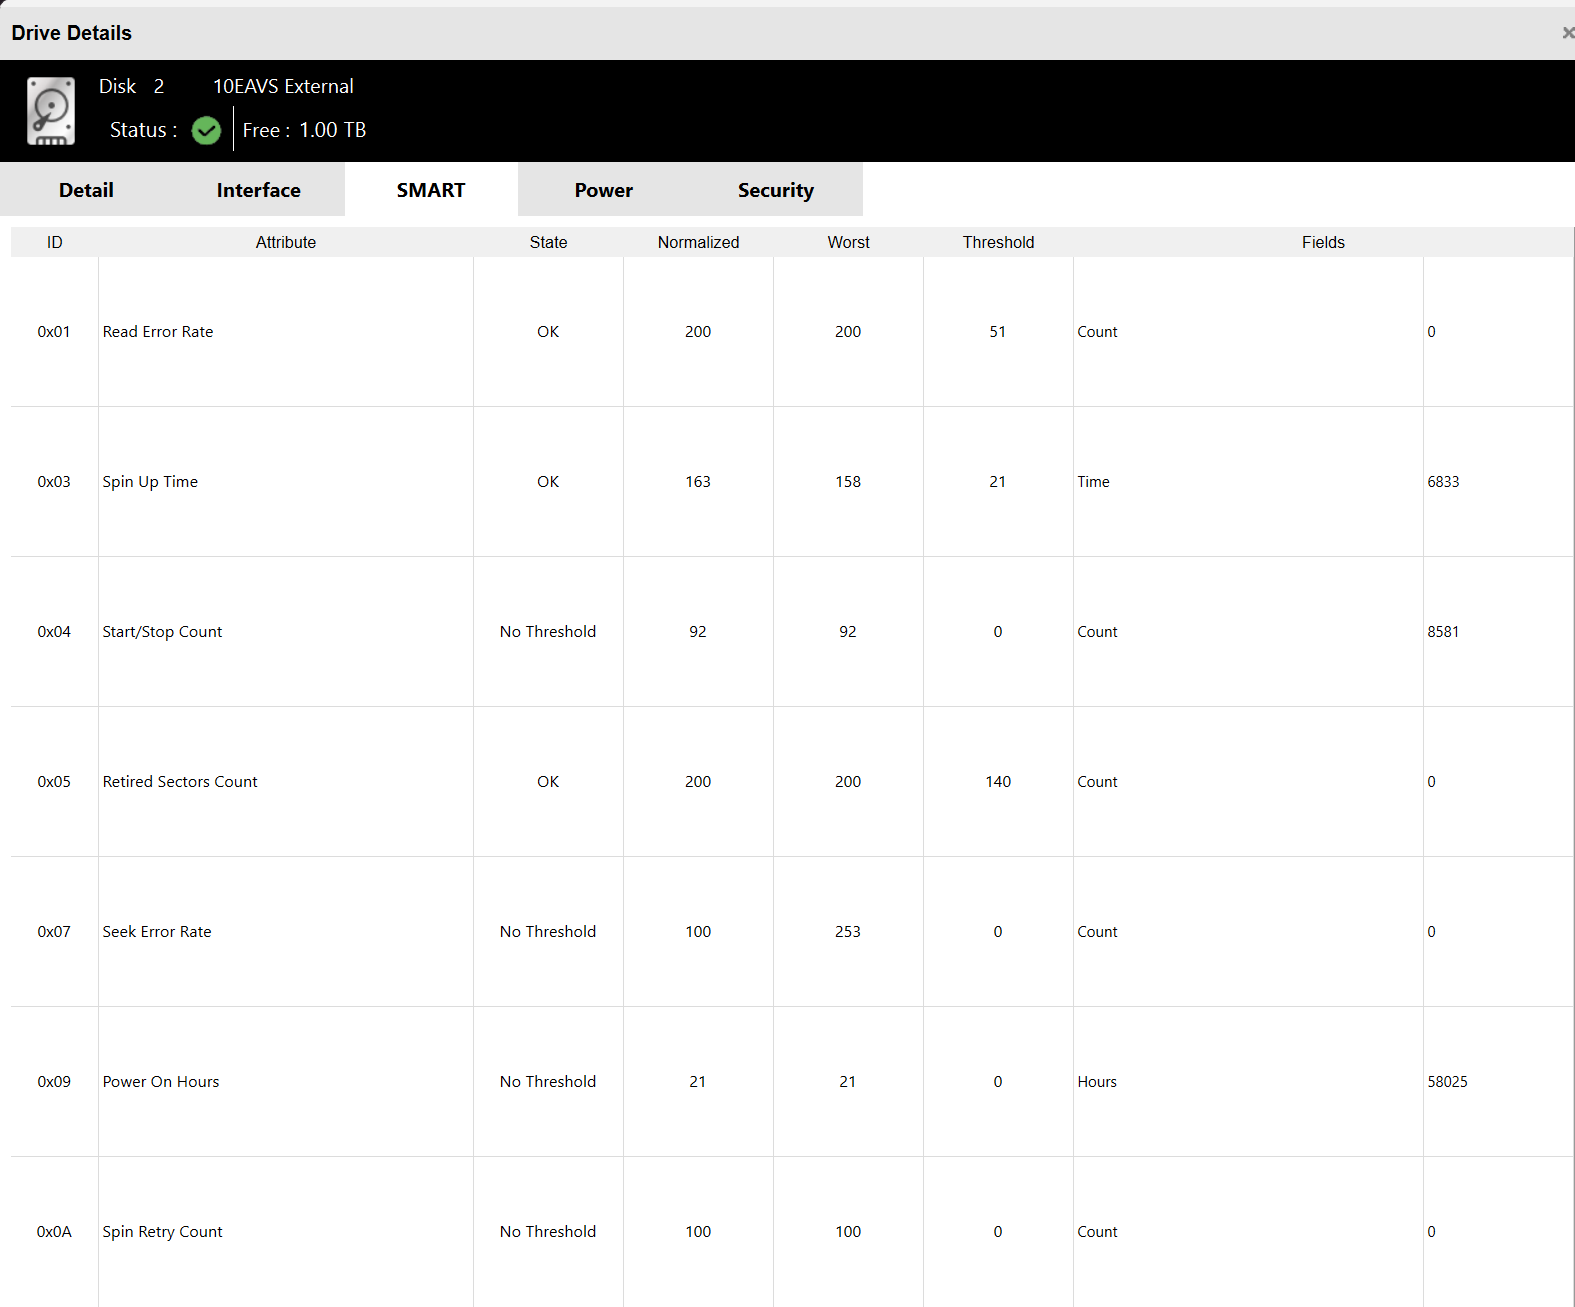 Drive Details
Disk 2 10EAVS External
Status : Free : 1.00 TB
Detail Interface SMART Power Security
ID Attribute State Normalized Worst Threshold Fields
0x01 Read Error Rate OK 200 200 51 Count 0
0x03 Spin Up Time OK 163 158 21 Time 6833
0x04 Start/Stop Count No Threshold 92 92 0 Count 8581
0x05 Retired Sectors Count OK 200 200 140 Count 0
0x07 Seek Error Rate No Threshold 100 253 0 Count 0
0x09 Power On Hours No Threshold 21 21 0 Hours 58025
0x0A Spin Retry Count No Threshold 100 100 0 Count 0